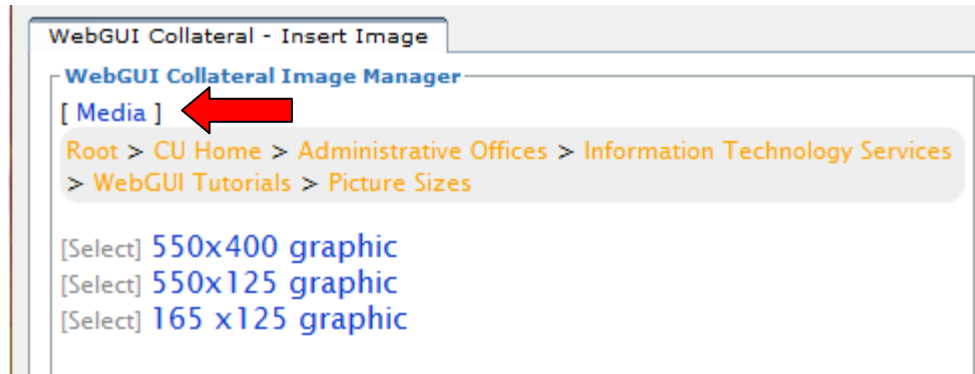 WebGUI Collateral - Insert Image
WebGUI Collateral Image Manager
[ Media ]
Root > CU Home > Administrative Offices > Information Technology Services
> WebGUI Tutorials > Picture Sizes
[Select] 550x400 graphic
[Select] 550x125 graphic
[Select] 165 x125 graphic